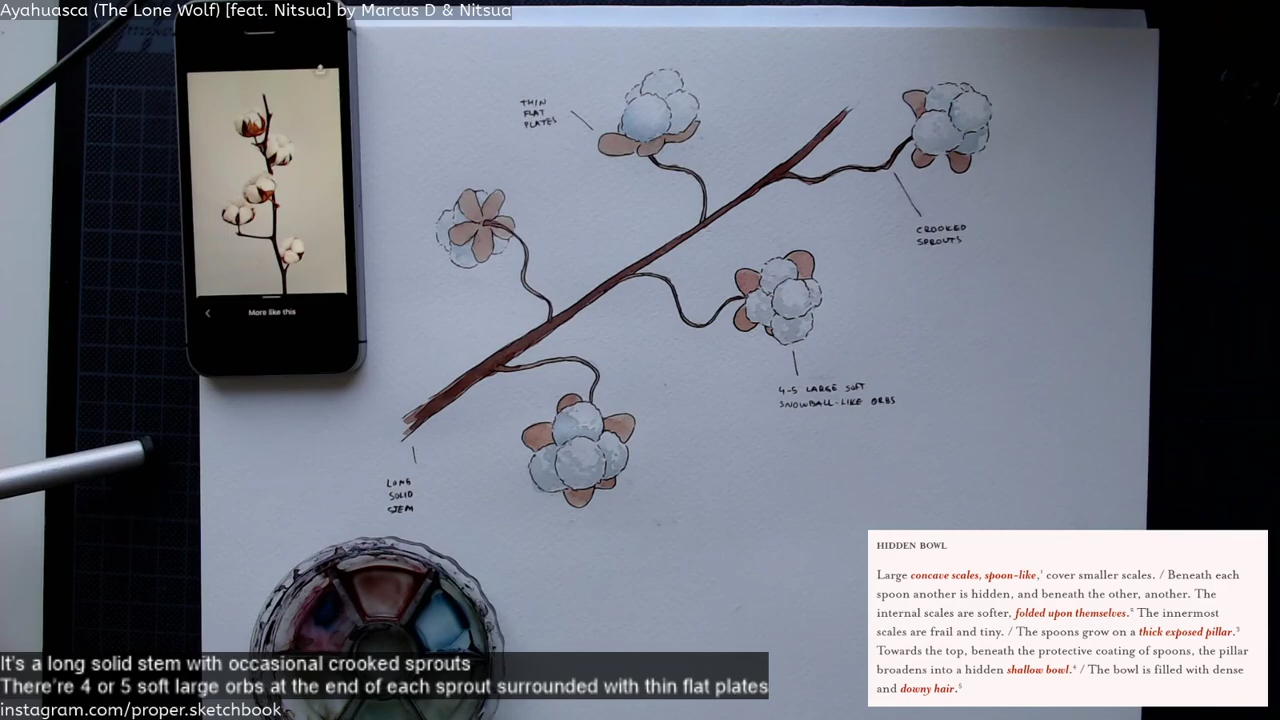 Ayahuasca (The Lone Wolf) [feat. Nitsua] by Marcus D & Nitsua
More like this
THIN
FLAT
PLATES
CROOKED
SPROUTS
4-5 LARGE SOFT
SNOWBALL-LIKE ORBS
LONG
SOLID
STEM
HIDDEN BOWL
Large concave scales, spoon-like,¹ cover smaller scales. / Beneath each
spoon another is hidden, and beneath the other, another. The
internal scales are softer, folded upon themselves.² The innermost
scales are frail and tiny. / The spoons grow on a thick exposed pillar.³
Towards the top, beneath the protective coating of spoons, the pillar
broadens into a hidden shallow bowl.⁴ / The bowl is filled with dense
and downy hair.⁵
It's a long solid stem with occasional crooked sprouts
There're 4 or 5 soft large orbs at the end of each sprout surrounded with thin flat plates
instagram.com/proper.sketchbook